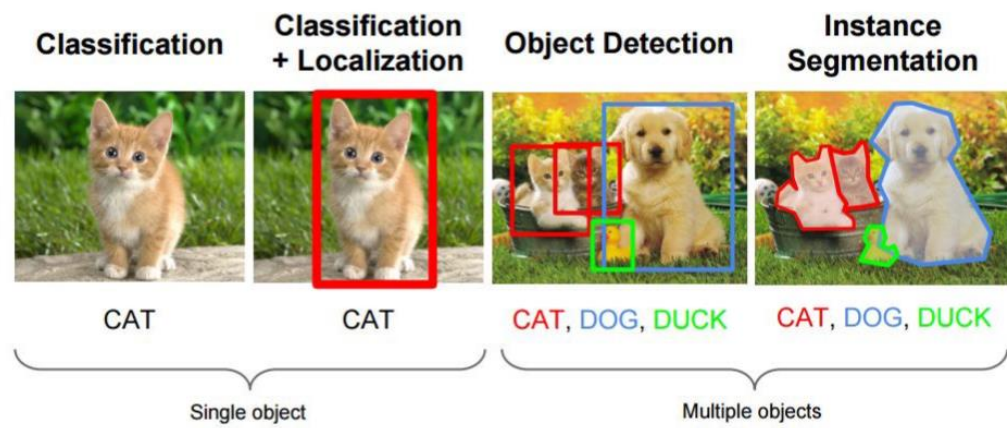 Classification
Classification
+ Localization
Object Detection
Instance
Segmentation
CAT
CAT
CAT, DOG, DUCK
CAT, DOG, DUCK
Single object
Multiple objects